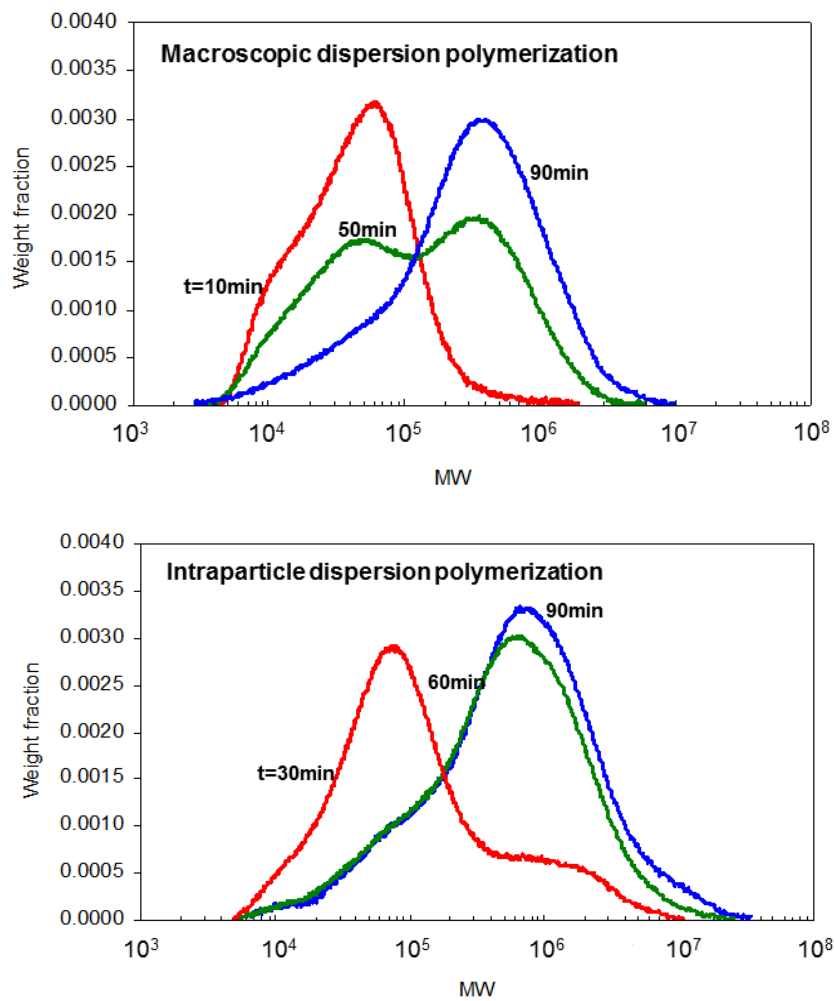 0.0040
Macroscopic dispersion polymerization
0.0035
0.0030
90min
0.0025
0.0020
50min
0.0015
t=10min
0.0010
0.0005
0.0000
Weight fraction
10³ 10⁴ 10⁵ 10⁶ 10⁷ 10⁸
MW
0.0040
Intraparticle dispersion polymerization
0.0035
90min
0.0030
0.0025
60min
0.0020
0.0015
t=30min
0.0010
0.0005
0.0000
Weight fraction
10³ 10⁴ 10⁵ 10⁶ 10⁷ 10⁸
MW